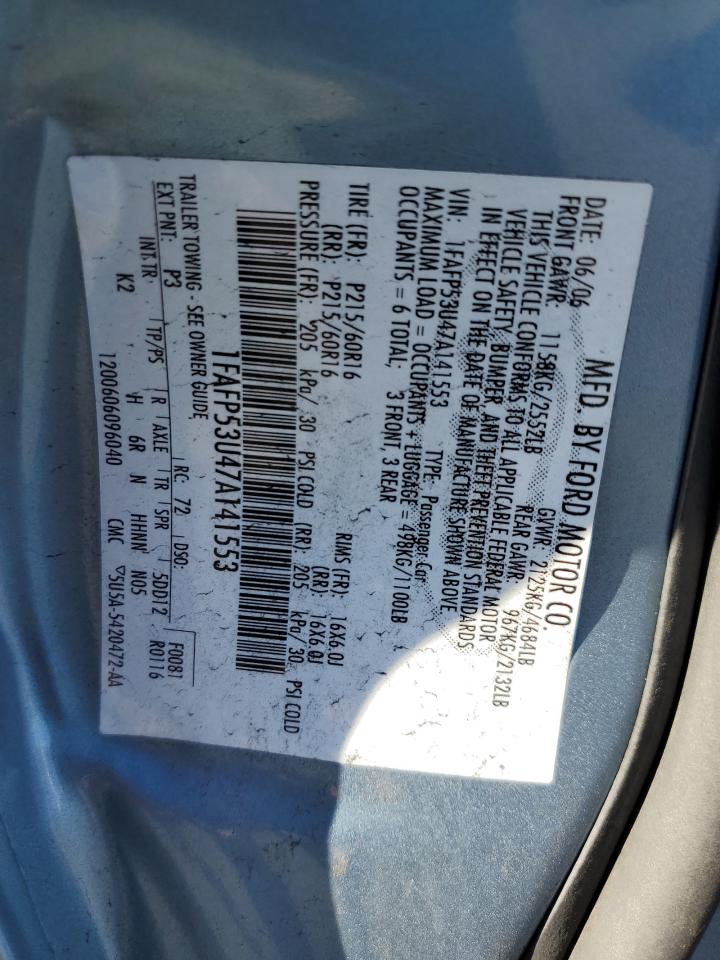 MFD. BY FORD MOTOR CO.
DATE: 06/06 GVWR: 2125KG/4684LB
FRONT GAWR: 1158KG/2552LB REAR GAWR: 967KG/2132LB
THIS VEHICLE CONFORMS TO ALL APPLICABLE FEDERAL MOTOR
VEHICLE SAFETY, BUMPER, AND THEFT PREVENTION STANDARDS
IN EFFECT ON THE DATE OF MANUFACTURE SHOWN ABOVE.
VIN: 1FAFP53U47A141553 TYPE: Passenger Car
MAXIMUM LOAD = OCCUPANTS + LUGGAGE = 498KG/1100LB
OCCUPANTS = 6 TOTAL; 3 FRONT, 3 REAR
TIRE (FR): P215/60R16 RIMS (FR): 16X6.0J
(RR): P215/60R16 (RR): 16X6.0J
PRESSURE (FR): 205 kPa/ 30 PSI COLD (RR): 205 kPa/ 30 PSI COLD
1FAFP53U47A141553
TRAILER TOWING - SEE OWNER GUIDE
EXT PNT: P3 RC: 72 DSO: F0081
INT.TR. TP/PS R AXLE TR SPR 5DD12 R0116
K2 H 6R N HHNN N05
1200606096040 CMC ▽5U5A-5420472-AA